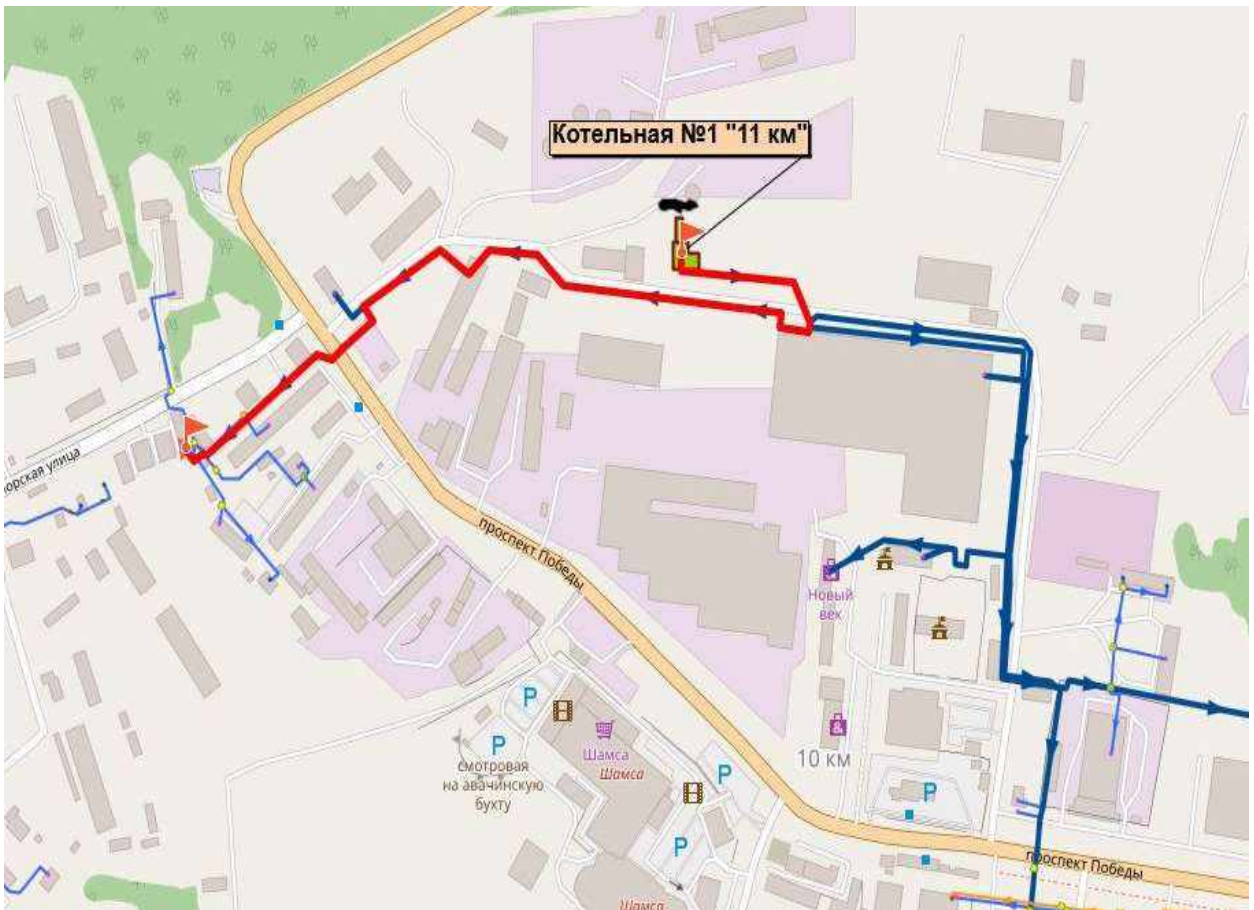 Котельная №1 "11 км"
орская улица
проспект Победы
Новый
век
10 км
P
P
P
P
P
&
Шамса
Шамса
смотровая
на авачинскую
бухту
проспект Победы
Шамса